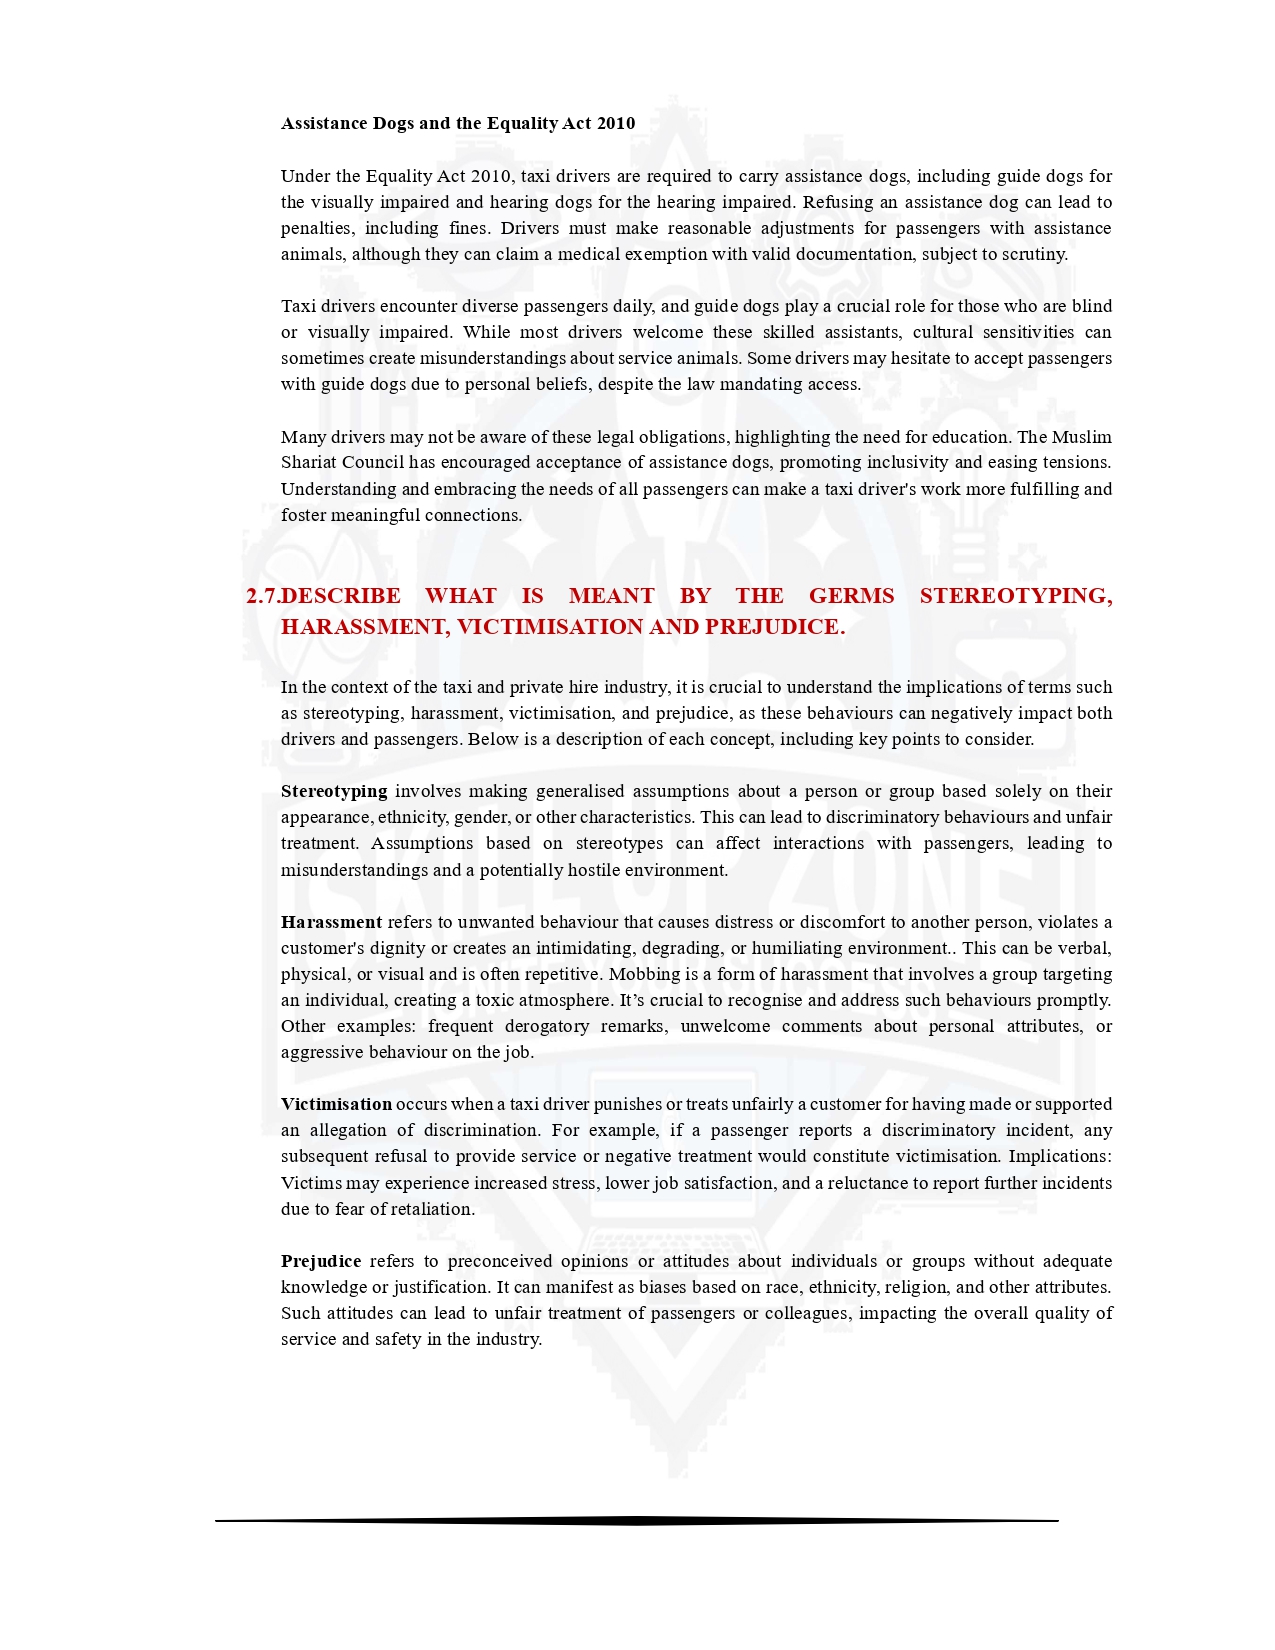 Assistance Dogs and the Equality Act 2010
Under the Equality Act 2010, taxi drivers are required to carry assistance dogs, including guide dogs for
the visually impaired and hearing dogs for the hearing impaired. Refusing an assistance dog can lead to
penalties, including fines. Drivers must make reasonable adjustments for passengers with assistance
animals, although they can claim a medical exemption with valid documentation, subject to scrutiny.
Taxi drivers encounter diverse passengers daily, and guide dogs play a crucial role for those who are blind
or visually impaired. While most drivers welcome these skilled assistants, cultural sensitivities can
sometimes create misunderstandings about service animals. Some drivers may hesitate to accept passengers
with guide dogs due to personal beliefs, despite the law mandating access.
Many drivers may not be aware of these legal obligations, highlighting the need for education. The Muslim
Shariat Council has encouraged acceptance of assistance dogs, promoting inclusivity and easing tensions.
Understanding and embracing the needs of all passengers can make a taxi driver's work more fulfilling and
foster meaningful connections.
2.7.DESCRIBE WHAT IS MEANT BY THE GERMS STEREOTYPING,
HARASSMENT, VICTIMISATION AND PREJUDICE.
In the context of the taxi and private hire industry, it is crucial to understand the implications of terms such
as stereotyping, harassment, victimisation, and prejudice, as these behaviours can negatively impact both
drivers and passengers. Below is a description of each concept, including key points to consider.
Stereotyping involves making generalised assumptions about a person or group based solely on their
appearance, ethnicity, gender, or other characteristics. This can lead to discriminatory behaviours and unfair
treatment. Assumptions based on stereotypes can affect interactions with passengers, leading to
misunderstandings and a potentially hostile environment.
Harassment refers to unwanted behaviour that causes distress or discomfort to another person, violates a
customer's dignity or creates an intimidating, degrading, or humiliating environment.. This can be verbal,
physical, or visual and is often repetitive. Mobbing is a form of harassment that involves a group targeting
an individual, creating a toxic atmosphere. It’s crucial to recognise and address such behaviours promptly.
Other examples: frequent derogatory remarks, unwelcome comments about personal attributes, or
aggressive behaviour on the job.
Victimisation occurs when a taxi driver punishes or treats unfairly a customer for having made or supported
an allegation of discrimination. For example, if a passenger reports a discriminatory incident, any
subsequent refusal to provide service or negative treatment would constitute victimisation. Implications:
Victims may experience increased stress, lower job satisfaction, and a reluctance to report further incidents
due to fear of retaliation.
Prejudice refers to preconceived opinions or attitudes about individuals or groups without adequate
knowledge or justification. It can manifest as biases based on race, ethnicity, religion, and other attributes.
Such attitudes can lead to unfair treatment of passengers or colleagues, impacting the overall quality of
service and safety in the industry.
SKILL UP ZONE
IGNITE YOUR SUCCESS